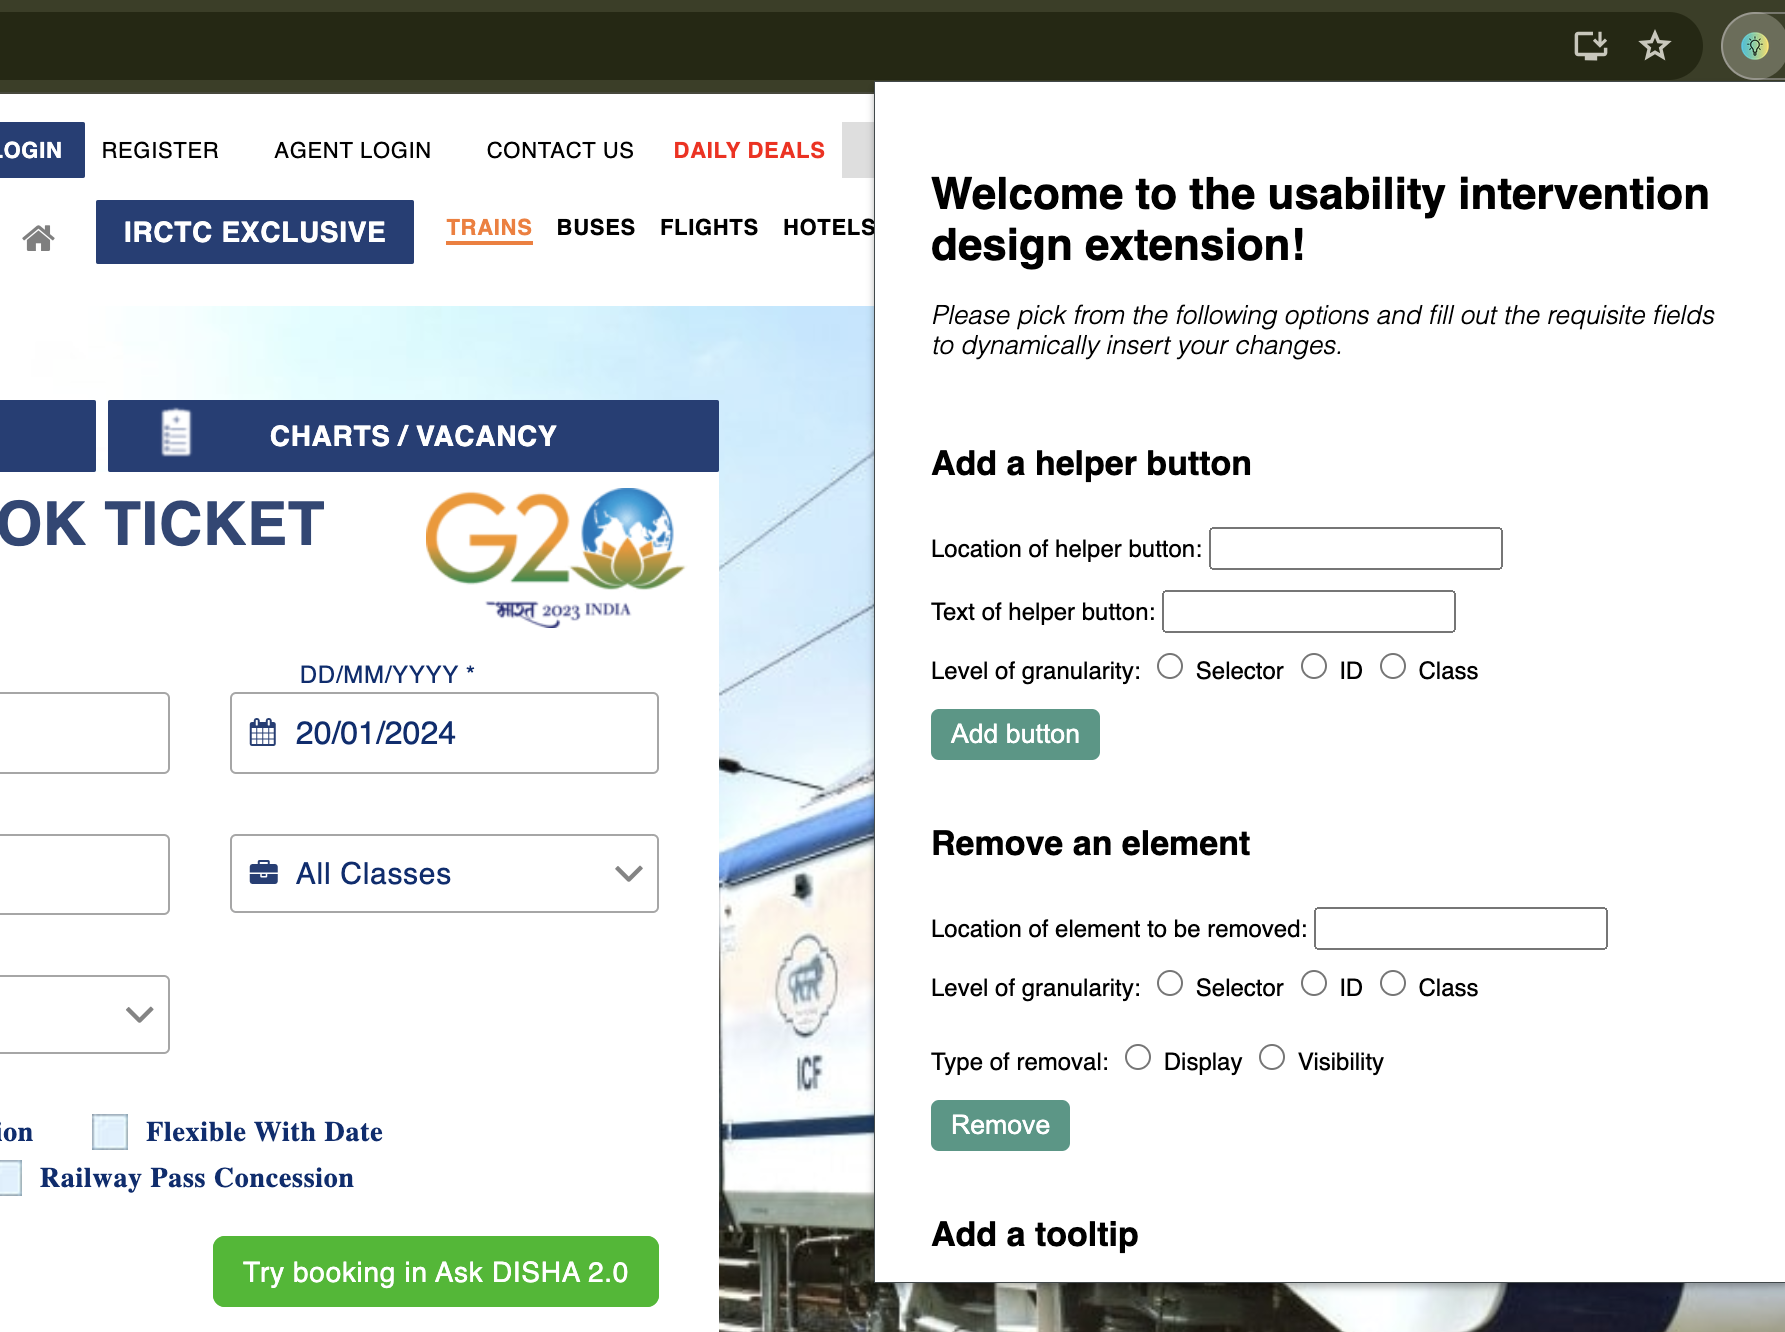 LOGIN REGISTER AGENT LOGIN CONTACT US DAILY DEALS
IRCTC EXCLUSIVE TRAINS BUSES FLIGHTS HOTELS
CHARTS / VACANCY
OK TICKET
G20
भारत 2023 INDIA
DD/MM/YYYY *
20/01/2024
All Classes
ion Flexible With Date
Railway Pass Concession
Try booking in Ask DISHA 2.0
ICF
Welcome to the usability intervention
design extension!
Please pick from the following options and fill out the requisite fields
to dynamically insert your changes.
Add a helper button
Location of helper button:
Text of helper button:
Level of granularity: Selector ID Class
Add button
Remove an element
Location of element to be removed:
Level of granularity: Selector ID Class
Type of removal: Display Visibility
Remove
Add a tooltip